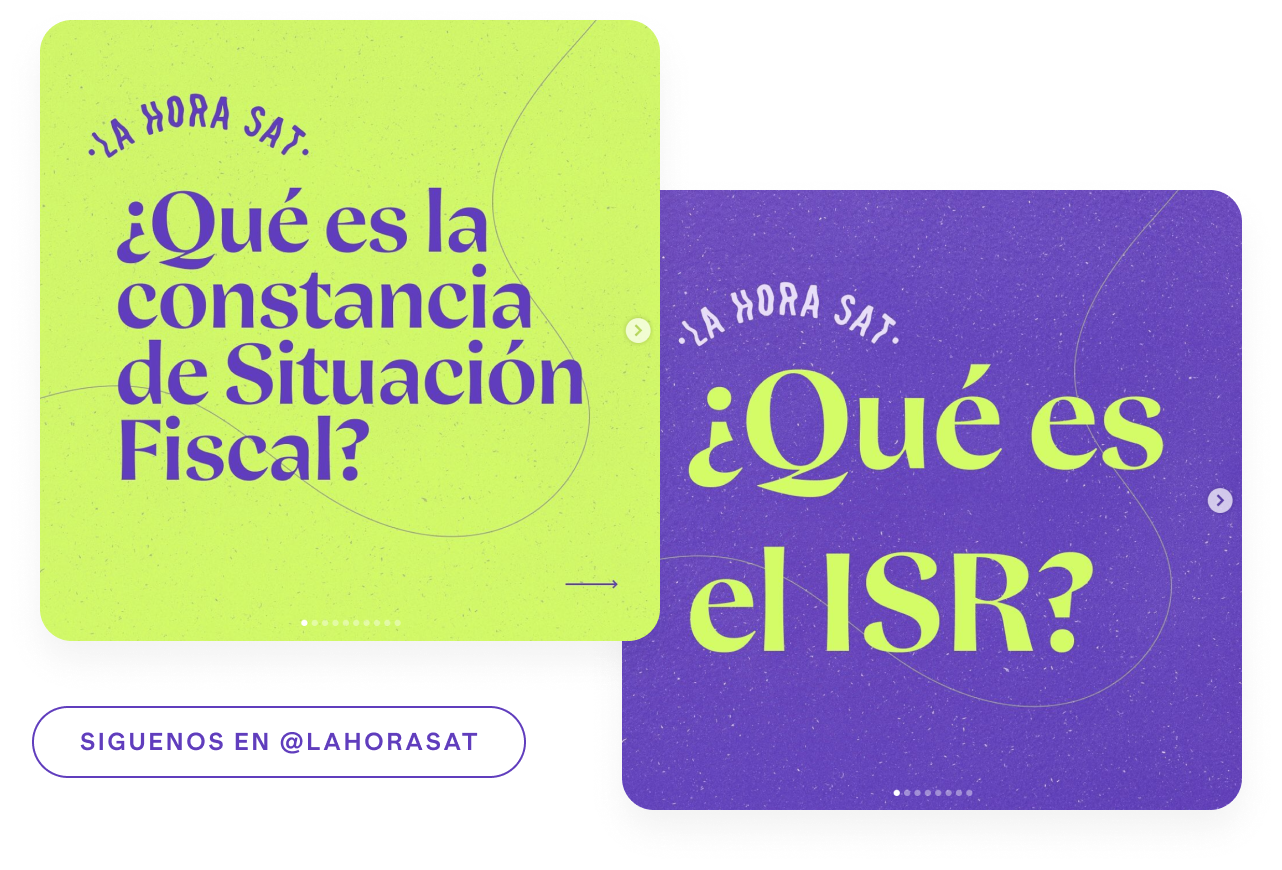 ·LA HORA SAT·
¿Qué es la
constancia
de Situación
Fiscal?
·LA HORA SAT·
¿Qué es
el ISR?
SIGUENOS EN @LAHORASAT